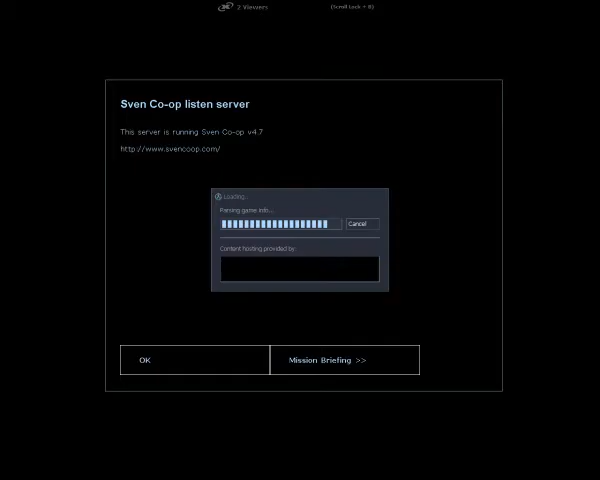 2 Viewers
(Scroll Lock + B)
Sven Co-op listen server
This server is running Sven Co-op v4.7
http://www.svencoop.com/
Loading...
Parsing game info...
Cancel
Content hosting provided by:
OK
Mission Briefing >>